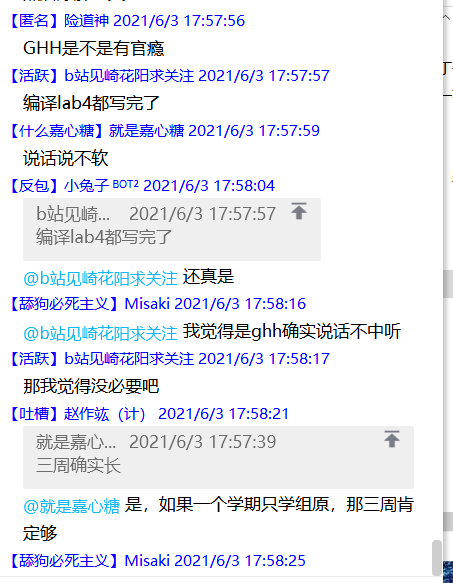 【匿名】险道神 2021/6/3 17:57:56
GHH是不是有官瘾
【活跃】b站见崎花阳求关注 2021/6/3 17:57:57
编译lab4都写完了
【什么嘉心糖】就是嘉心糖 2021/6/3 17:57:59
说话说不软
【反包】小兔子 BOT2 2021/6/3 17:58:04
b站见崎... 2021/6/3 17:57:57
编译lab4都写完了
@b站见崎花阳求关注 还真是
【舔狗必死主义】Misaki 2021/6/3 17:58:16
@b站见崎花阳求关注 我觉得是ghh确实说话不中听
【活跃】b站见崎花阳求关注 2021/6/3 17:58:17
那我觉得没必要吧
【吐槽】赵作竑（计） 2021/6/3 17:58:21
就是嘉心... 2021/6/3 17:57:39
三周确实长
@就是嘉心糖 是，如果一个学期只学组原，那三周肯
定够
【舔狗必死主义】Misaki 2021/6/3 17:58:25